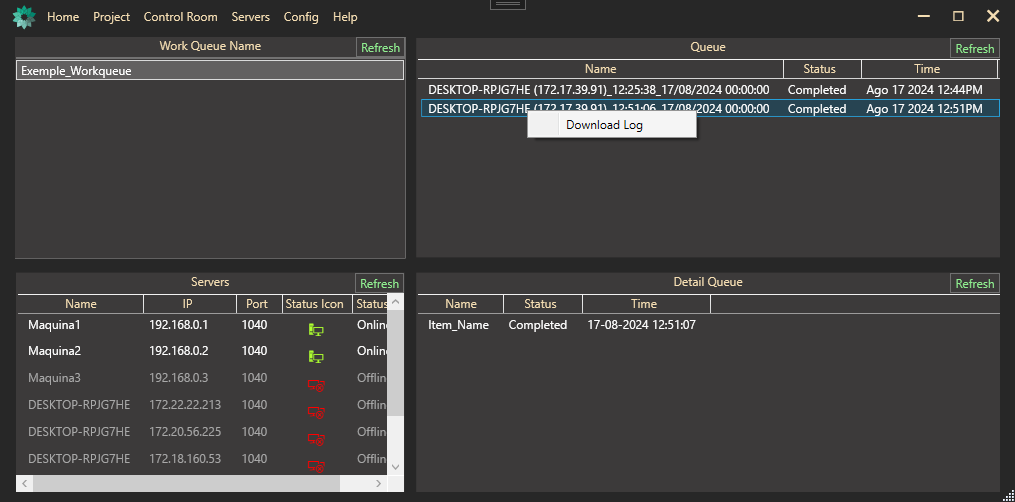 Home Project Control Room Servers Config Help
Work Queue Name Refresh
Exemple_Workqueue
Queue Refresh
Name Status Time
DESKTOP-RPJG7HE (172.17.39.91)_12:25:38_17/08/2024 00:00:00 Completed Ago 17 2024 12:44PM
DESKTOP-RPJG7HE (172.17.39.91)_12:51:06_17/08/2024 00:00:00 Completed Ago 17 2024 12:51PM
Download Log
Servers Refresh
Name IP Port Status Icon Status
Maquina1 192.168.0.1 1040 Onlin
Maquina2 192.168.0.2 1040 Onlin
Maquina3 192.168.0.3 1040 Offlin
DESKTOP-RPJG7HE 172.22.22.213 1040 Offlin
DESKTOP-RPJG7HE 172.20.56.225 1040 Offlin
DESKTOP-RPJG7HE 172.18.160.53 1040 Offlin
Detail Queue Refresh
Name Status Time
Item_Name Completed 17-08-2024 12:51:07